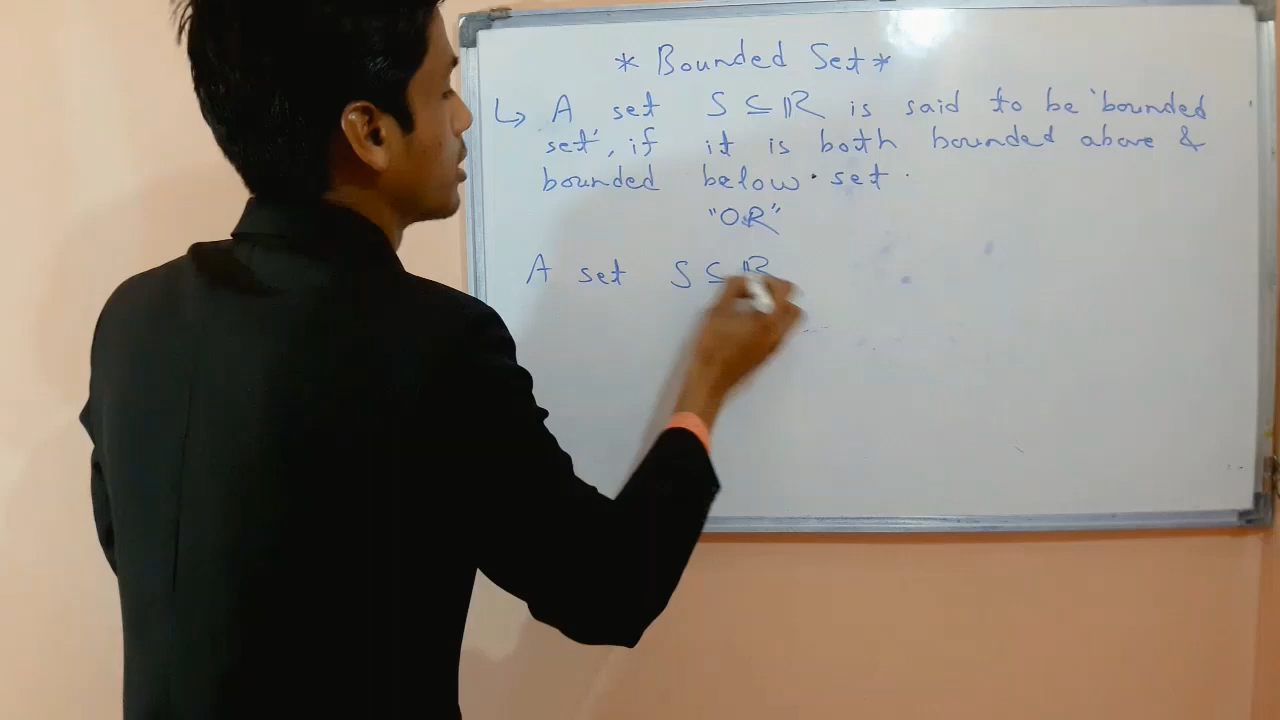 * Bounded Set *
↳ A set S ⊆ ℝ is said to be 'bounded
set', if it is both bounded above &
bounded below set.
"OR"
A set S ⊆ ℝ